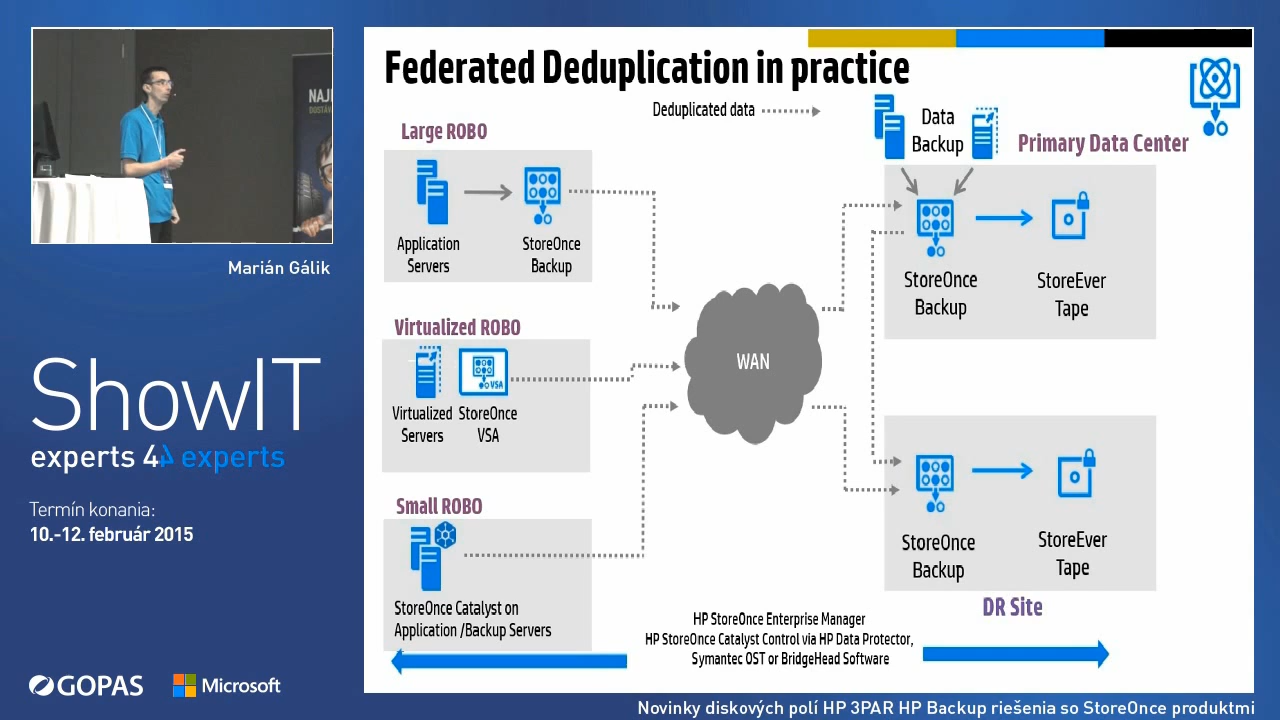 NAJ
DOSTÁV
Marián Gálik
ShowIT
experts 4 experts
Termín konania:
10.-12. február 2015
GOPAS
Microsoft
Federated Deduplication in practice
Deduplicated data
Large ROBO
Application
Servers
StoreOnce
Backup
Virtualized ROBO
VSA
Virtualized
Servers
StoreOnce
VSA
Small ROBO
StoreOnce Catalyst on
Application /Backup Servers
WAN
Data
Backup
Primary Data Center
StoreOnce
Backup
StoreEver
Tape
StoreOnce
Backup
StoreEver
Tape
DR Site
HP StoreOnce Enterprise Manager
HP StoreOnce Catalyst Control via HP Data Protector,
Symantec OST or BridgeHead Software
Novinky diskových polí HP 3PAR HP Backup riešenia so StoreOnce produktmi